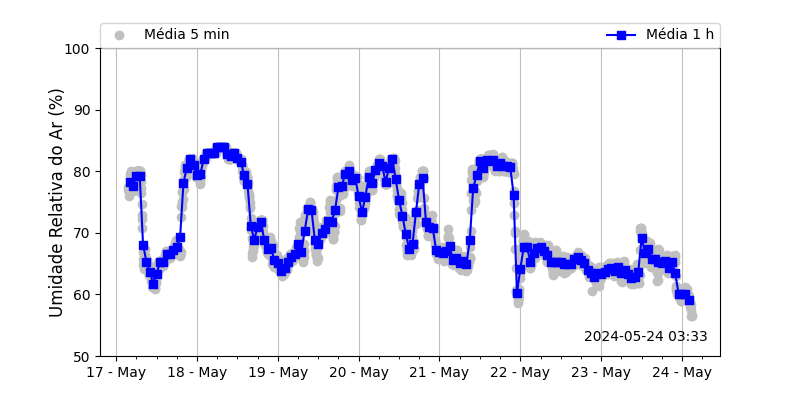 Média 5 min
Média 1 h
Umidade Relativa do Ar (%)
100
90
80
70
60
50
2024-05-24 03:33
17 - May
18 - May
19 - May
20 - May
21 - May
22 - May
23 - May
24 - May